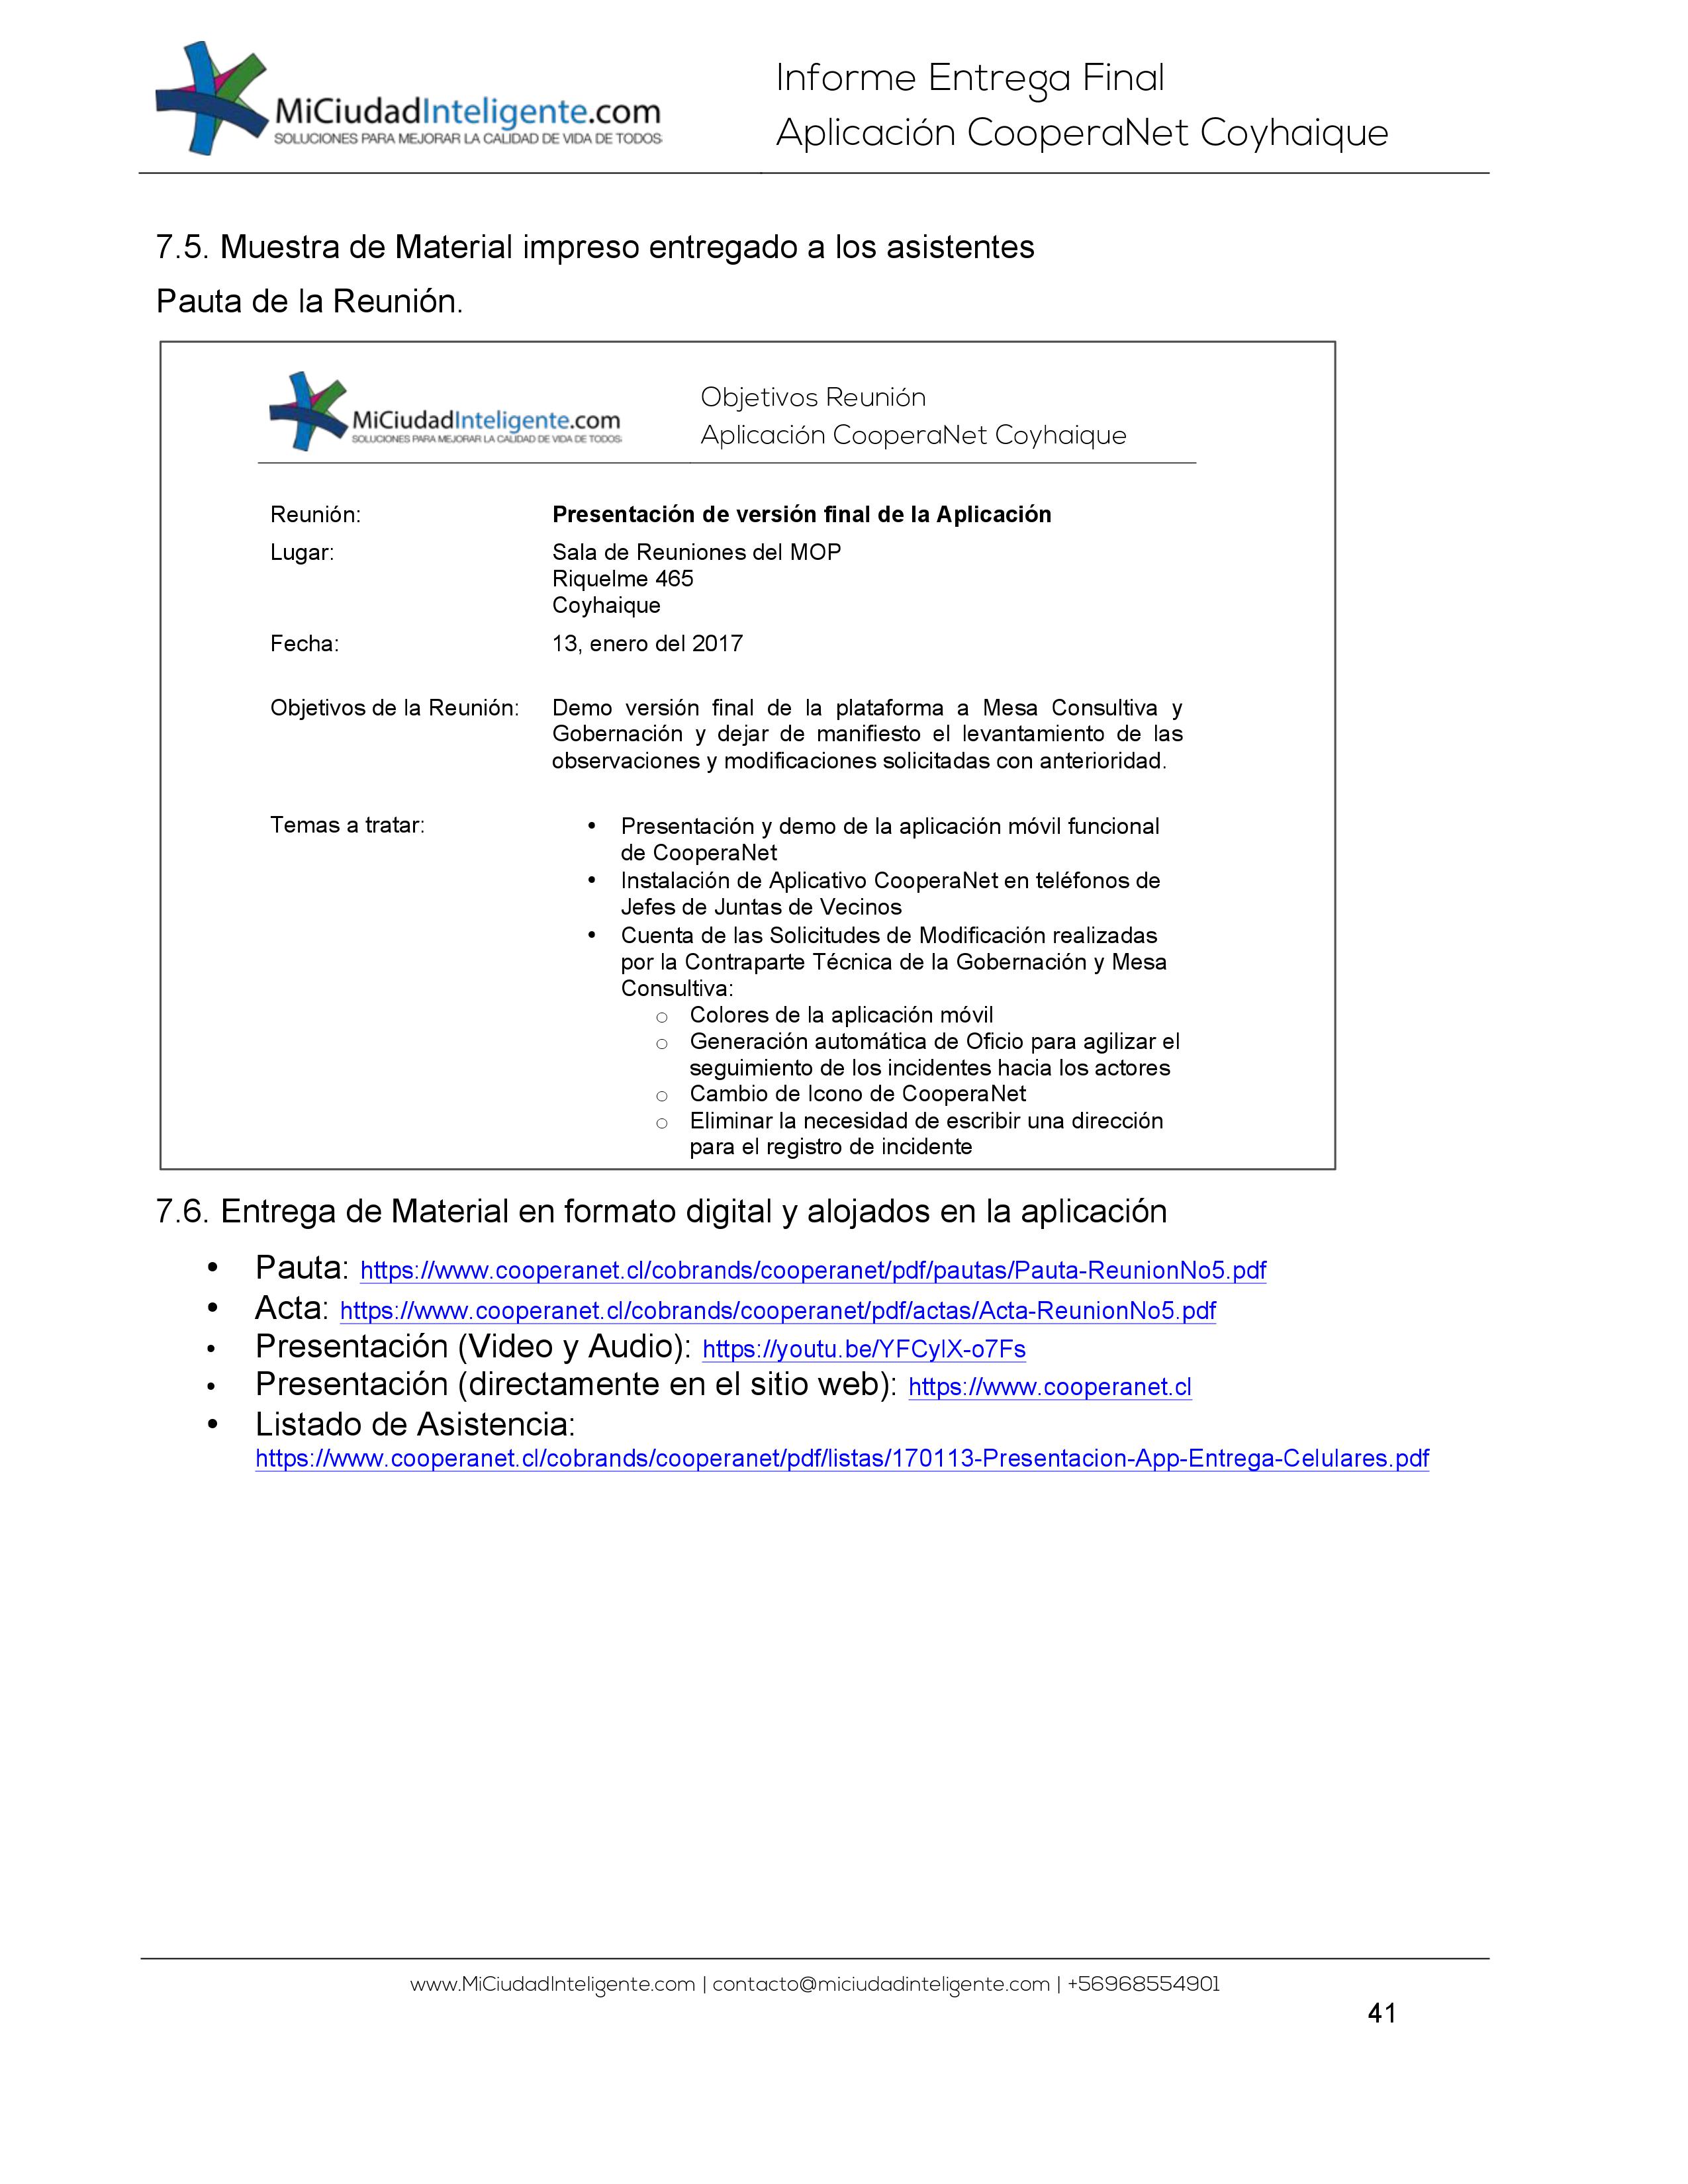 MiCiudadInteligente.com
SOLUCIONES PARA MEJORAR LA CALIDAD DE VIDA DE TODOS
Informe Entrega Final
Aplicación CooperaNet Coyhaique
7.5. Muestra de Material impreso entregado a los asistentes
Pauta de la Reunión.
MiCiudadInteligente.com
SOLUCIONES PARA MEJORAR LA CALIDAD DE VIDA DE TODOS
Objetivos Reunión
Aplicación CooperaNet Coyhaique
Reunión: Presentación de versión final de la Aplicación
Lugar: Sala de Reuniones del MOP
Riquelme 465
Coyhaique
Fecha: 13, enero del 2017
Objetivos de la Reunión: Demo versión final de la plataforma a Mesa Consultiva y
Gobernación y dejar de manifiesto el levantamiento de las
observaciones y modificaciones solicitadas con anterioridad.
Temas a tratar: • Presentación y demo de la aplicación móvil funcional
de CooperaNet
• Instalación de Aplicativo CooperaNet en teléfonos de
Jefes de Juntas de Vecinos
• Cuenta de las Solicitudes de Modificación realizadas
por la Contraparte Técnica de la Gobernación y Mesa
Consultiva:
○ Colores de la aplicación móvil
○ Generación automática de Oficio para agilizar el
seguimiento de los incidentes hacia los actores
○ Cambio de Icono de CooperaNet
○ Eliminar la necesidad de escribir una dirección
para el registro de incidente
7.6. Entrega de Material en formato digital y alojados en la aplicación
• Pauta: https://www.cooperanet.cl/cobrands/cooperanet/pdf/pautas/Pauta-ReunionNo5.pdf
• Acta: https://www.cooperanet.cl/cobrands/cooperanet/pdf/actas/Acta-ReunionNo5.pdf
• Presentación (Video y Audio): https://youtu.be/YFCylX-o7Fs
• Presentación (directamente en el sitio web): https://www.cooperanet.cl
• Listado de Asistencia:
https://www.cooperanet.cl/cobrands/cooperanet/pdf/listas/170113-Presentacion-App-Entrega-Celulares.pdf
www.MiCiudadInteligente.com | contacto@miciudadinteligente.com | +56968554901
41